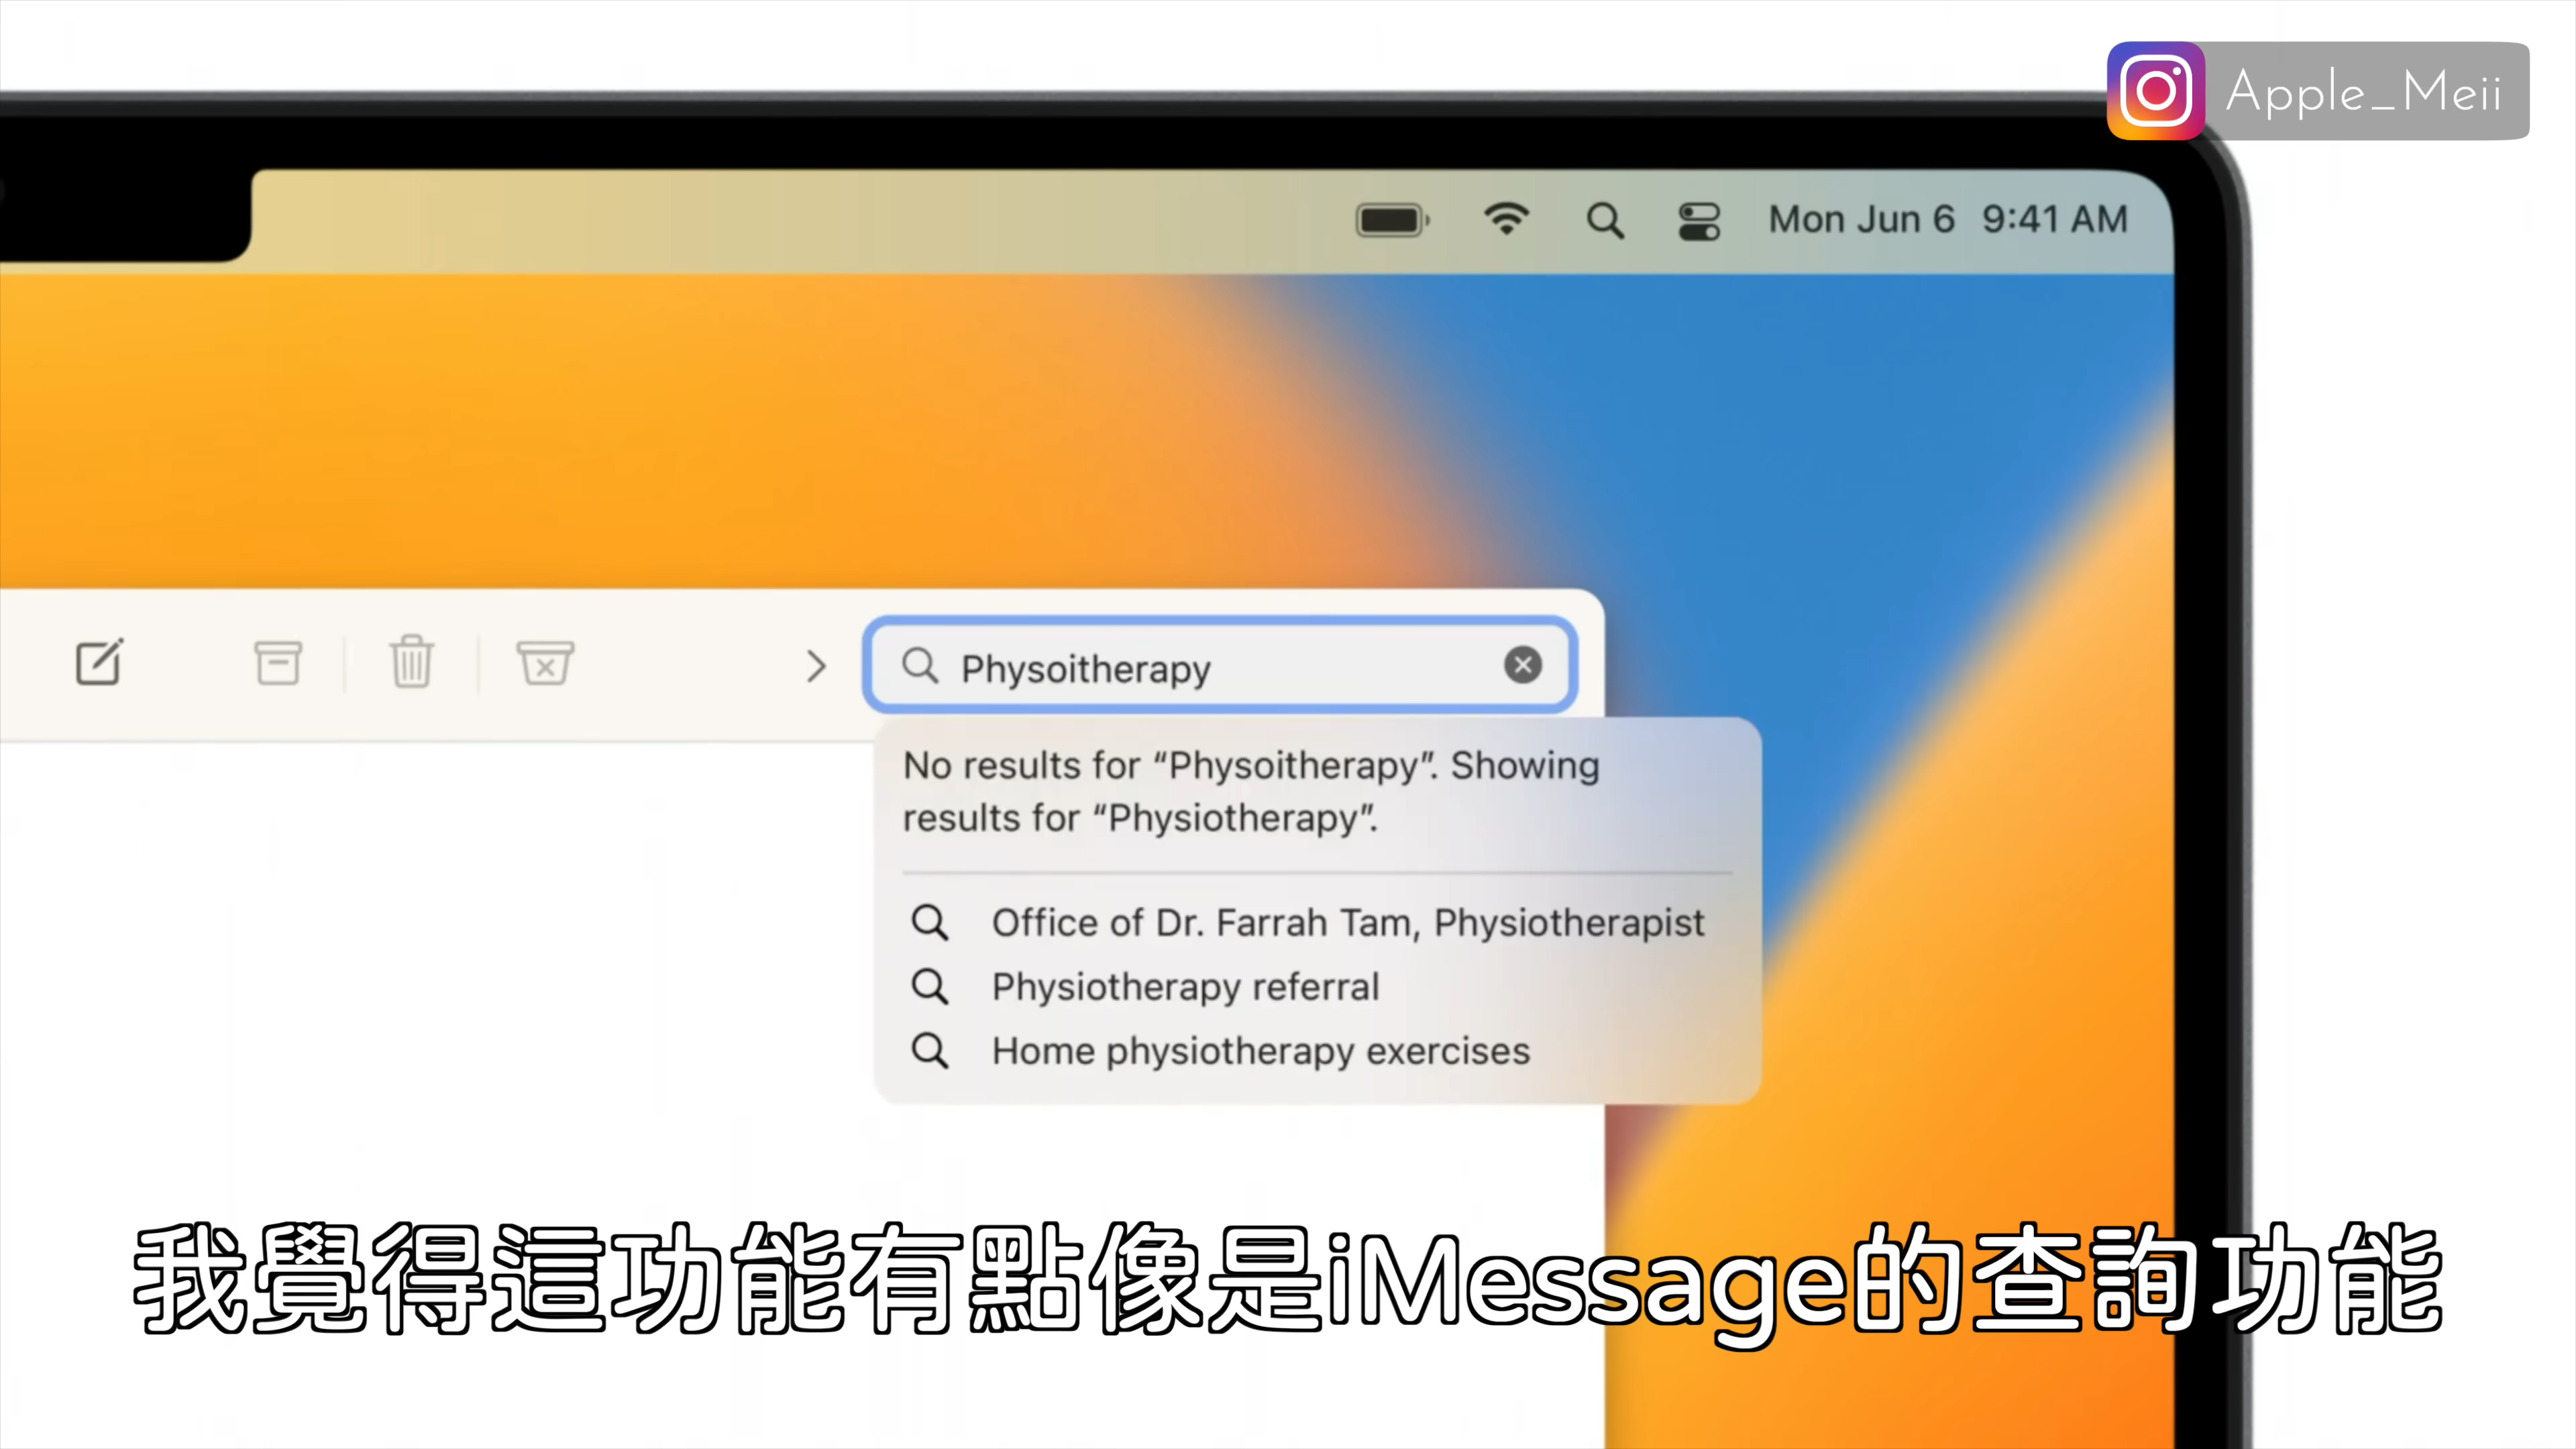 Apple_Meii
Mon Jun 6 9:41 AM
Physoitherapy
No results for “Physoitherapy”. Showing
results for “Physiotherapy”.
Office of Dr. Farrah Tam, Physiotherapist
Physiotherapy referral
Home physiotherapy exercises
我覺得這功能有點像是iMessage的查詢功能